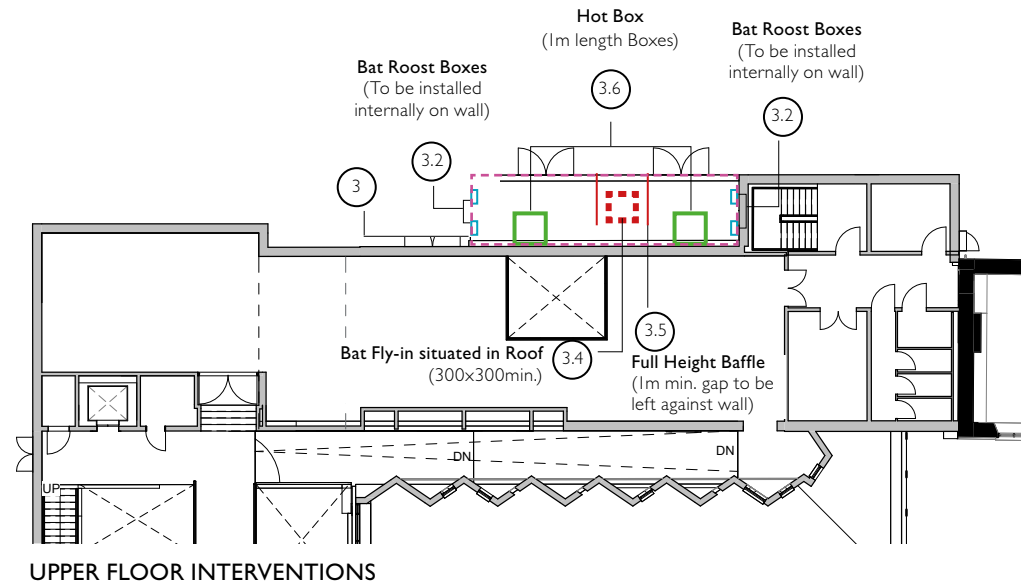 Hot Box
(1m length Boxes)
3.6
Bat Roost Boxes
(To be installed
internally on wall)
3.2
Bat Roost Boxes
(To be installed
internally on wall)
3.2
3
Bat Fly-in situated in Roof
(300x300min.)
3.4
3.5
Full Height Baffle
(1m min. gap to be
left against wall)
DN
DN
UP
UPPER FLOOR INTERVENTIONS